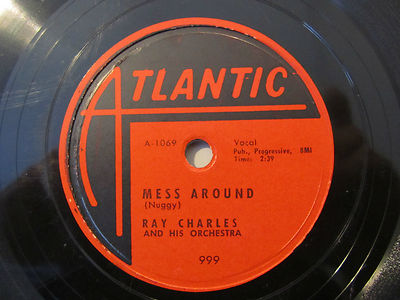 ATLANTIC
A-1069 Vocal
Pub., Progressive, BMI
Time: 2:39
MESS AROUND
(Nuggy)
RAY CHARLES
AND HIS ORCHESTRA
999